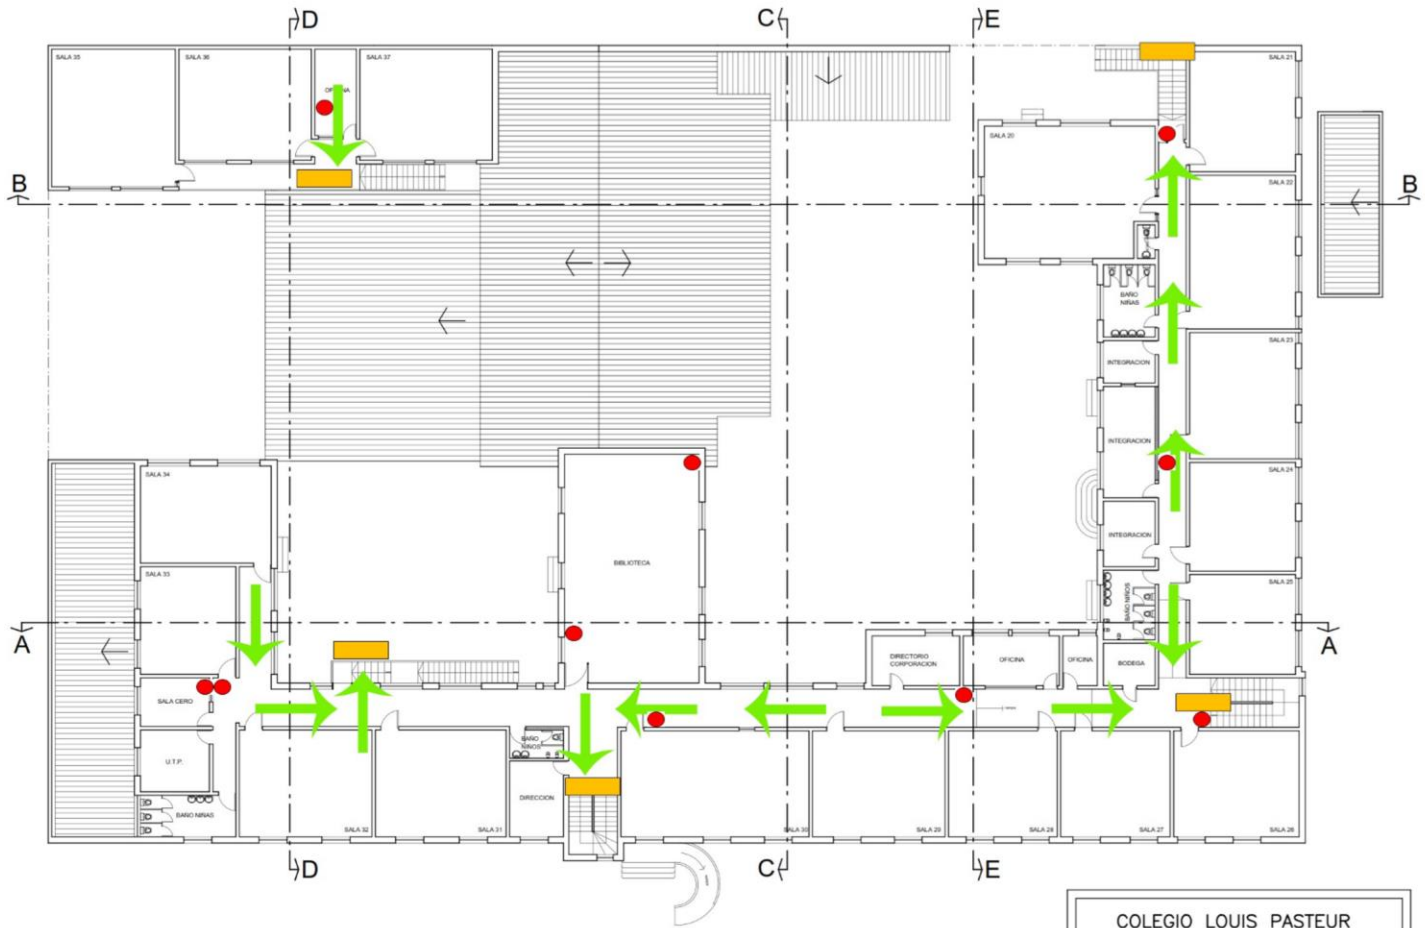 D
C
E
SALA 35
SALA 36
SALA 37
SALA 21
SALA 20
B
B
SALA 22
BAÑO
NIÑAS
SALA 23
INTEGRACION
INTEGRACION
SALA 24
SALA 34
INTEGRACION
BIBLIOTECA
SALA 33
SALA 25
BAÑO NIÑOS
A
A
DIRECTORIO
CORPORACION
OFICINA
OFICINA
BODEGA
SALA CERO
BAÑO
NIÑOS
U.T.P.
DIRECCION
BAÑO NIÑAS
SALA 32
SALA 31
SALA 30
SALA 29
SALA 28
SALA 27
SALA 26
D
C
E
COLEGIO LOUIS PASTEUR